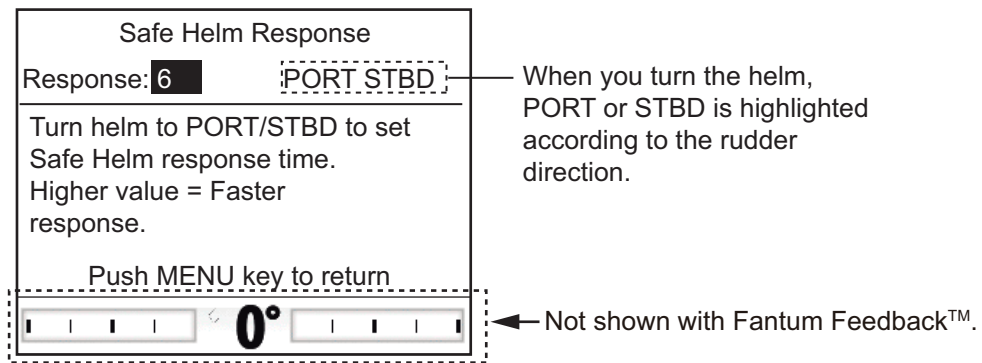 Safe Helm Response
Response: 6 PORT STBD
Turn helm to PORT/STBD to set
Safe Helm response time.
Higher value = Faster
response.
Push MENU key to return
0°
When you turn the helm,
PORT or STBD is highlighted
according to the rudder
direction.
Not shown with Fantum Feedback™.